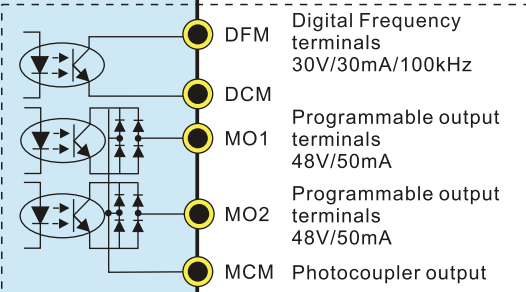 DFM
Digital Frequency
terminals
30V/30mA/100kHz
DCM
MO1
Programmable output
terminals
48V/50mA
MO2
Programmable output
terminals
48V/50mA
MCM
Photocoupler output